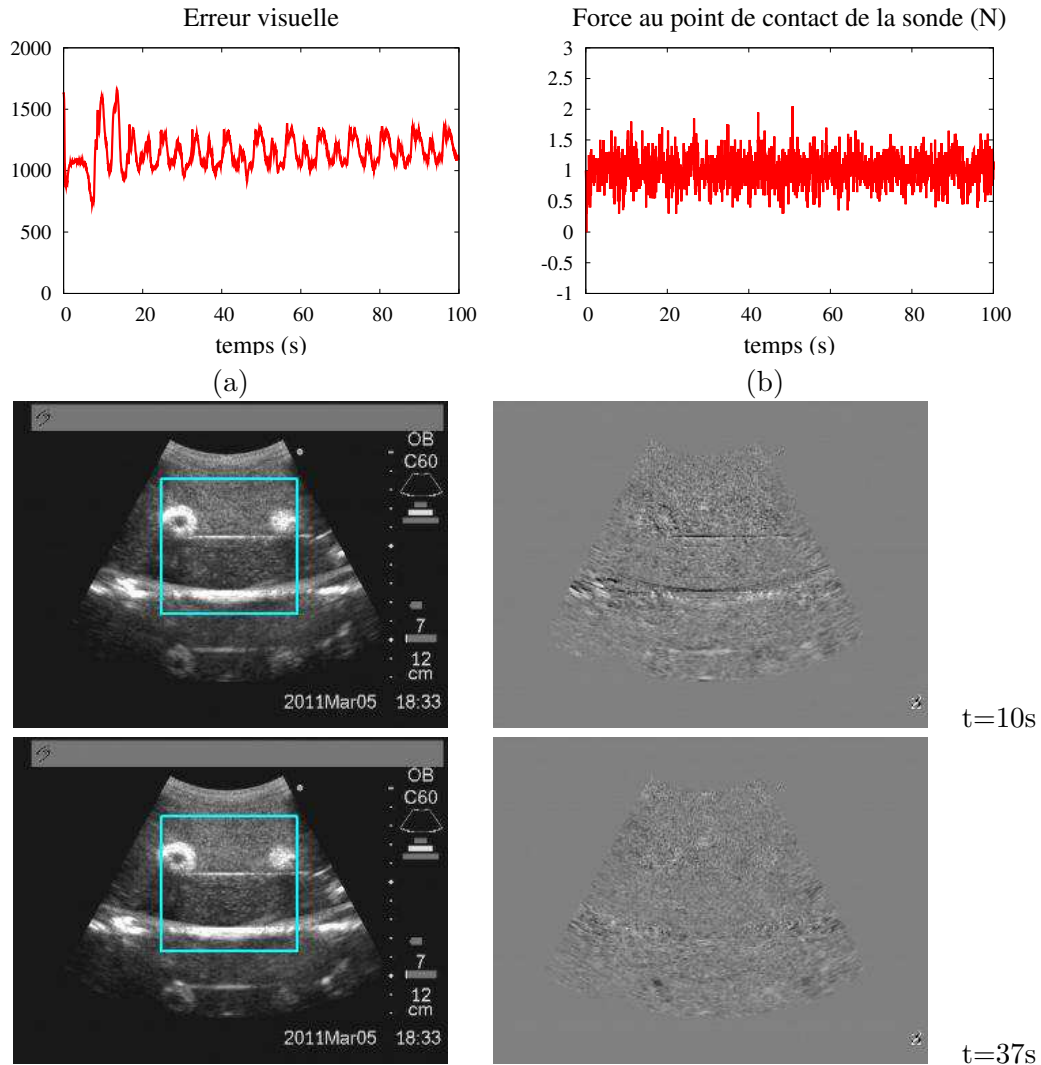 Erreur visuelle
2000
1500
1000
500
0
0 20 40 60 80 100
temps (s)
(a)
Force au point de contact de la sonde (N)
3
2.5
2
1.5
1
0.5
0
-0.5
-1
0 20 40 60 80 100
temps (s)
(b)
OB
C60
7
12
cm
2011Mar05 18:33
t=10s
OB
C60
7
12
cm
2011Mar05 18:33
t=37s